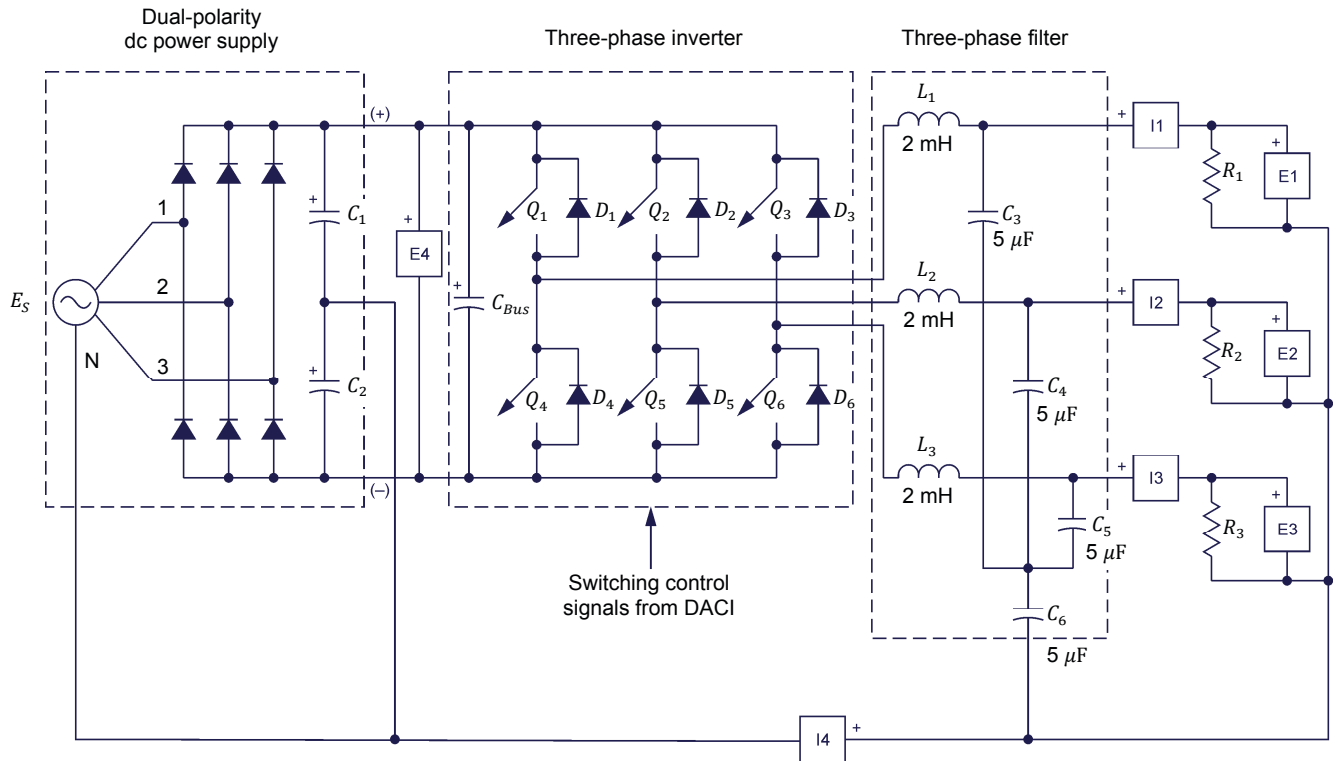 Dual-polarity
dc power supply
Three-phase inverter
Three-phase filter
L₁
2 mH
(+)
+
I1
+
R₁
E1
1
+
C₁
+
E4
Q₁
D₁
Q₂
D₂
Q₃
D₃
C₃
5 μF
E_S
2
N
+
C_Bus
L₂
2 mH
+
I2
+
R₂
E2
3
+
C₂
Q₄
D₄
Q₅
D₅
Q₆
D₆
C₄
5 μF
L₃
2 mH
(–)
+
I3
+
R₃
E3
C₅
5 μF
Switching control
signals from DACI
C₆
5 μF
I4
+